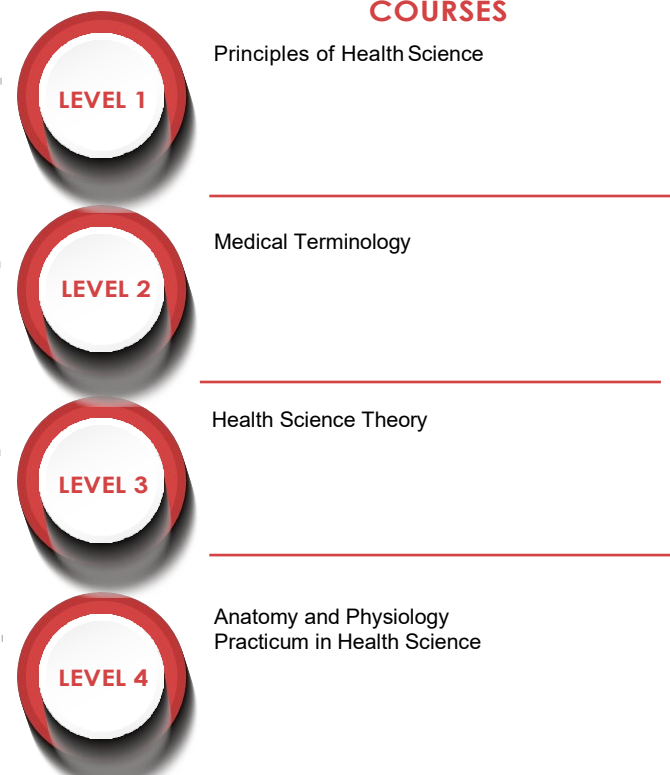 COURSES
LEVEL 1
Principles of Health Science
LEVEL 2
Medical Terminology
LEVEL 3
Health Science Theory
LEVEL 4
Anatomy and Physiology
Practicum in Health Science